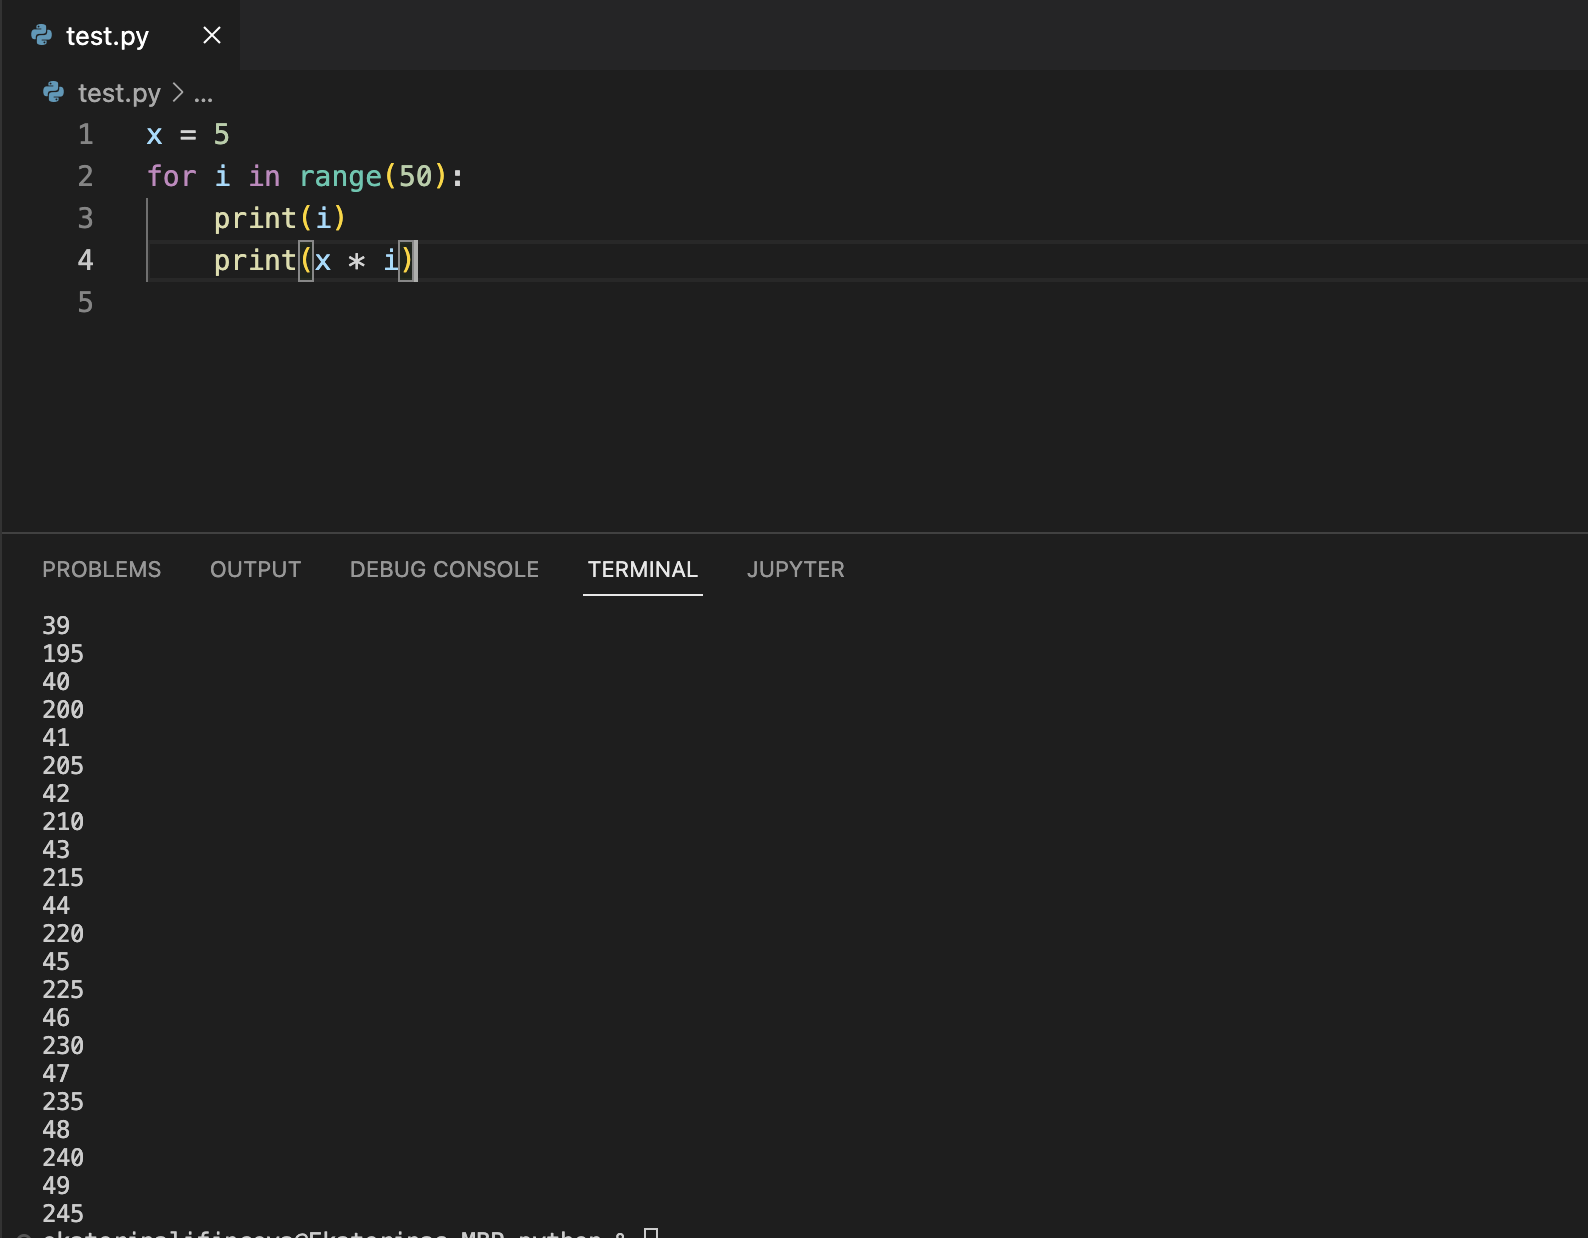 test.py
test.py > ...
1 x = 5
2 for i in range(50):
3     print(i)
4     print(x * i)
5
PROBLEMS OUTPUT DEBUG CONSOLE TERMINAL JUPYTER
39
195
40
200
41
205
42
210
43
215
44
220
45
225
46
230
47
235
48
240
49
245
MBP python %